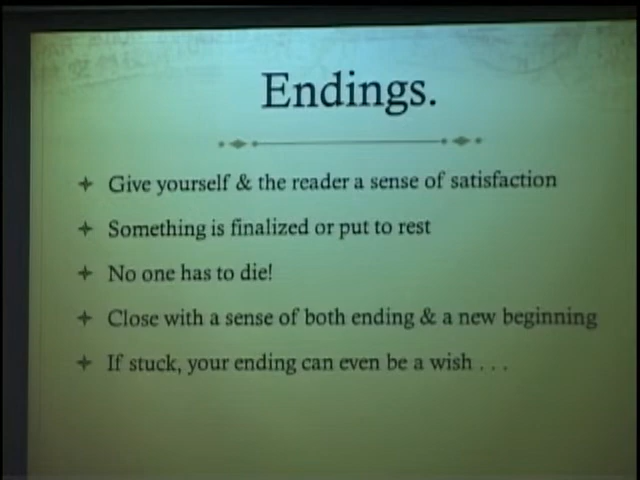 Endings.
Give yourself & the reader a sense of satisfaction
Something is finalized or put to rest
No one has to die!
Close with a sense of both ending & a new beginning
If stuck, your ending can even be a wish . . .